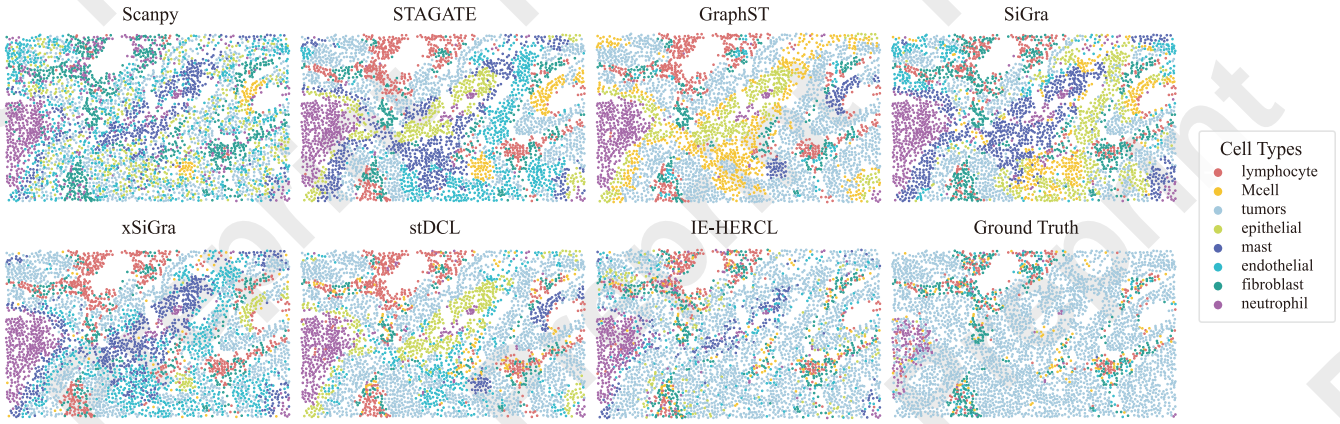 Scanpy
STAGATE
GraphST
SiGra
xSiGra
stDCL
IE-HERCL
Ground Truth
Cell Types
lymphocyte
Mcell
tumors
epithelial
mast
endothelial
fibroblast
neutrophil